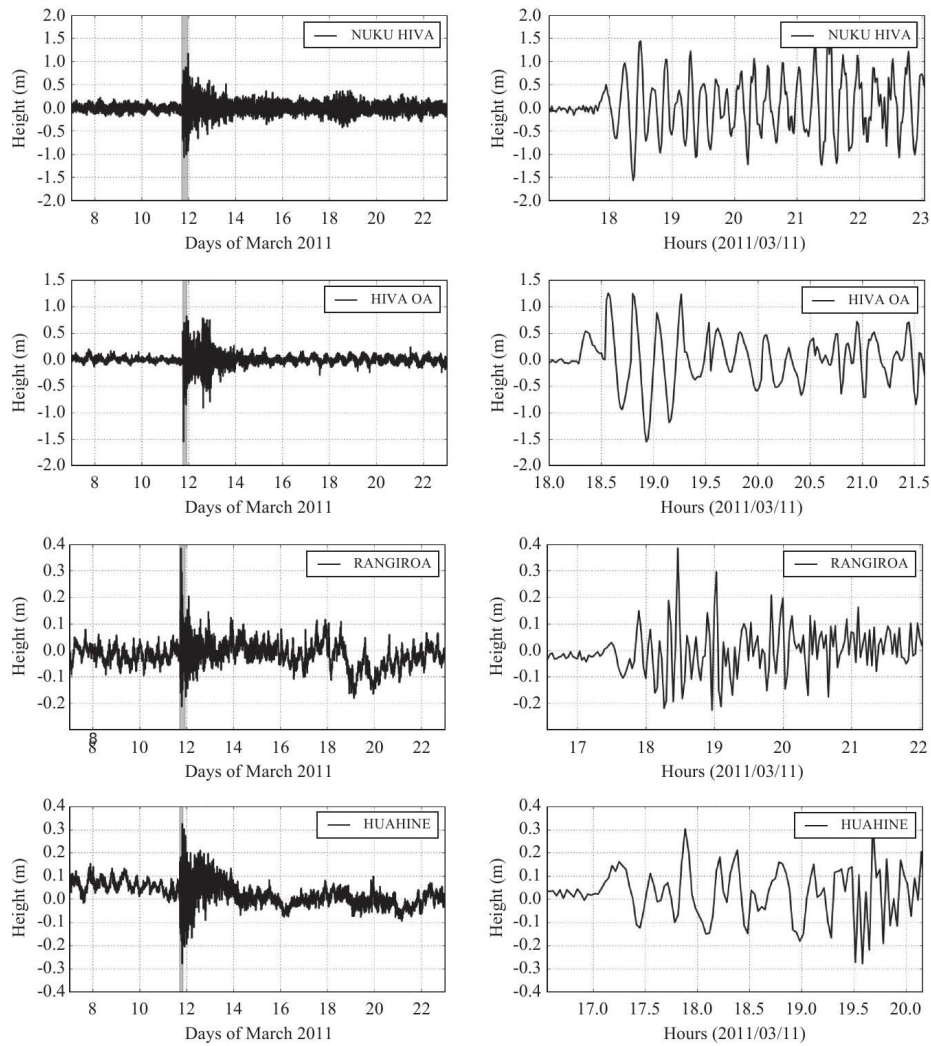 NUKU HIVA
Height (m)
2.0
1.5
1.0
0.5
0.0
-0.5
-1.0
-1.5
-2.0
8 10 12 14 16 18 20 22
Days of March 2011
NUKU HIVA
Height (m)
2.0
1.5
1.0
0.5
0.0
-0.5
-1.0
-1.5
-2.0
18 19 20 21 22 23
Hours (2011/03/11)
HIVA OA
Height (m)
1.5
1.0
0.5
0.0
-0.5
-1.0
-1.5
-2.0
8 10 12 14 16 18 20 22
Days of March 2011
HIVA OA
Height (m)
1.5
1.0
0.5
0.0
-0.5
-1.0
-1.5
-2.0
18.0 18.5 19.0 19.5 20.0 20.5 21.0 21.5
Hours (2011/03/11)
RANGIROA
Height (m)
0.4
0.3
0.2
0.1
0.0
-0.1
-0.2
8
8 10 12 14 16 18 20 22
Days of March 2011
RANGIROA
Height (m)
0.4
0.3
0.2
0.1
0.0
-0.1
-0.2
17 18 19 20 21 22
Hours (2011/03/11)
HUAHINE
Height (m)
0.4
0.3
0.2
0.1
0.0
-0.1
-0.2
-0.3
-0.4
8 10 12 14 16 18 20 22
Days of March 2011
HUAHINE
Height (m)
0.4
0.3
0.2
0.1
0.0
-0.1
-0.2
-0.3
-0.4
17.0 17.5 18.0 18.5 19.0 19.5 20.0
Hours (2011/03/11)